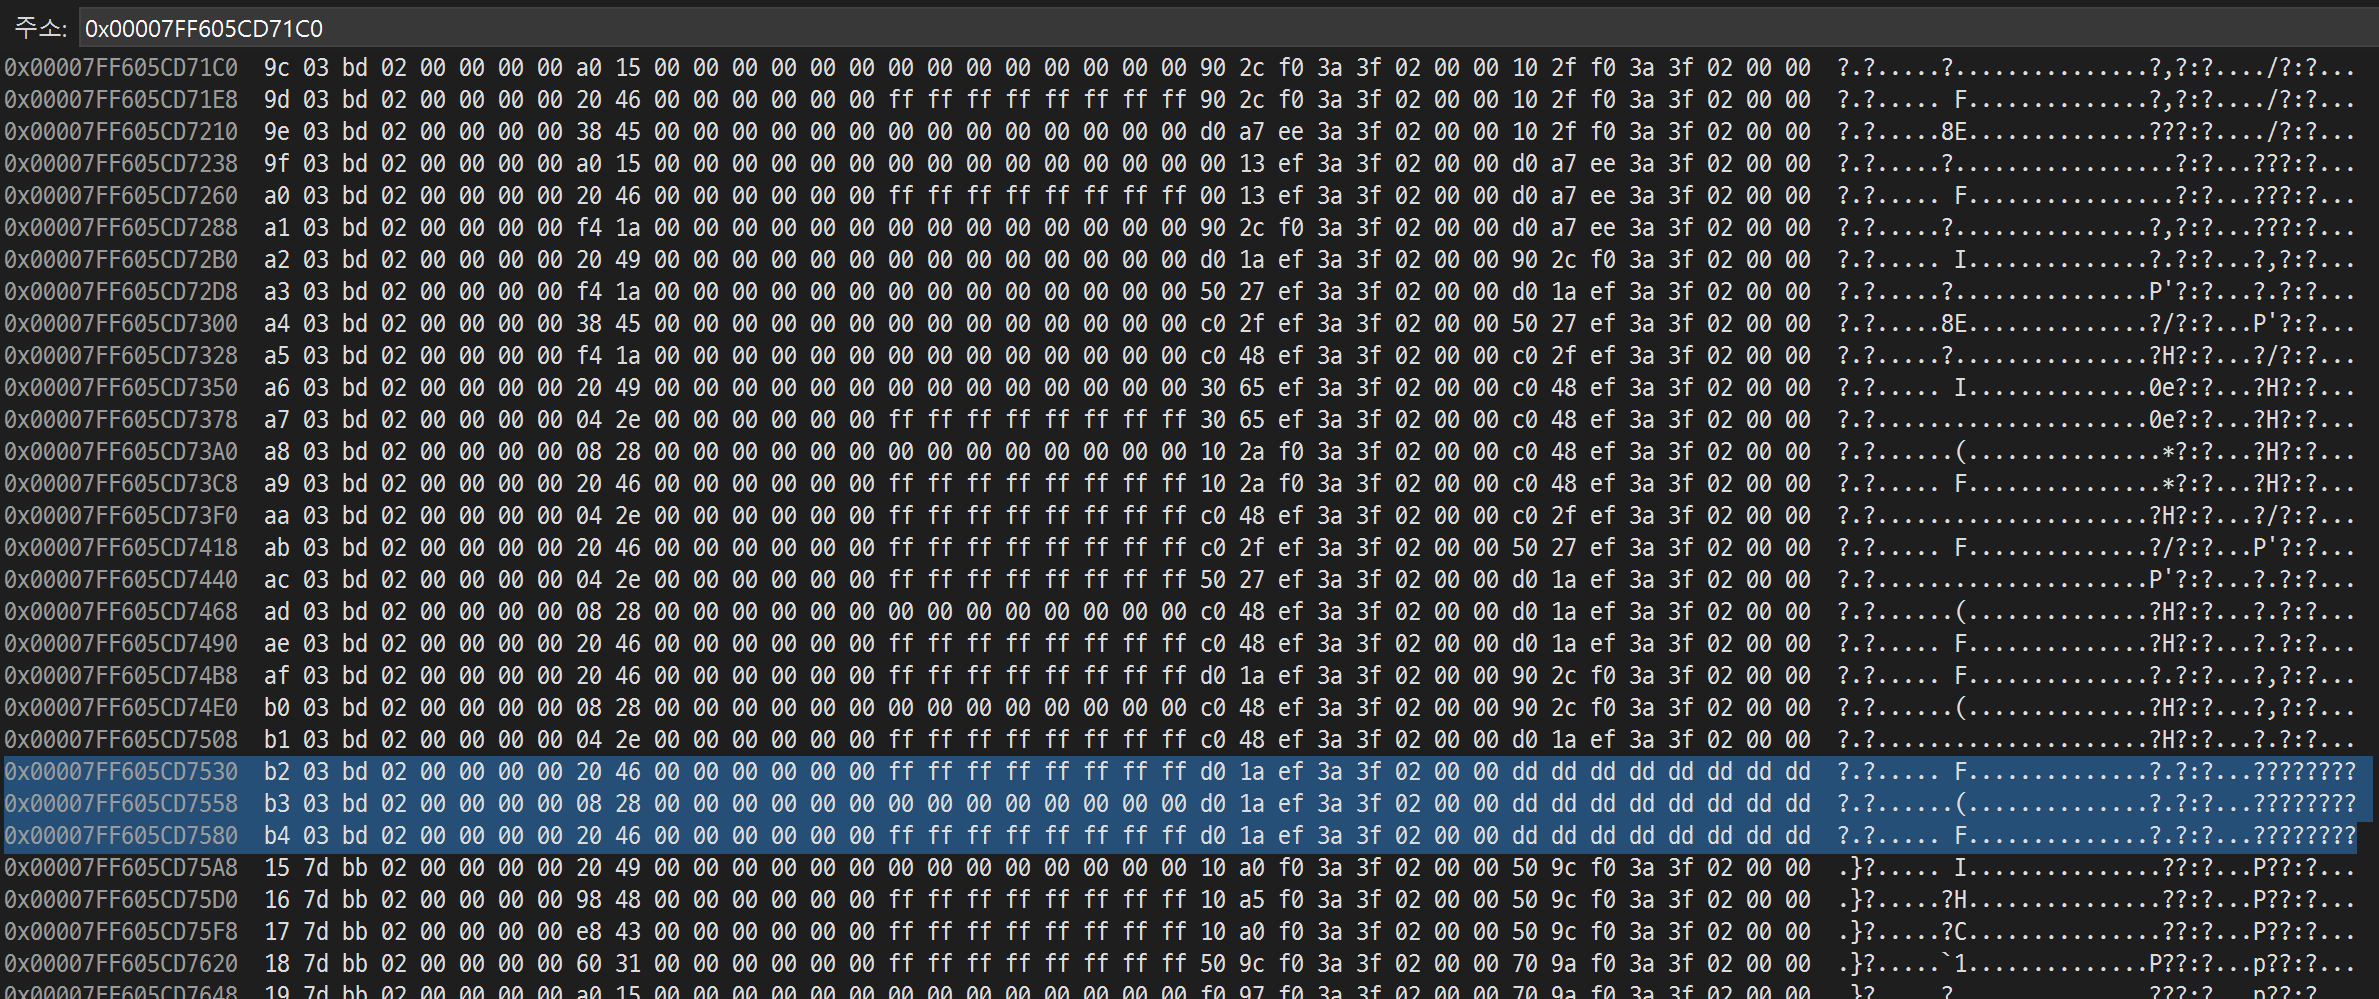 주소: 0x00007FF605CD71C0
0x00007FF605CD71C0 9c 03 bd 02 00 00 00 00 a0 15 00 00 00 00 00 00 00 00 00 00 00 00 00 00 90 2c f0 3a 3f 02 00 00 10 2f f0 3a 3f 02 00 00 ?.?.....?...............?,?:?..../?:?...
0x00007FF605CD71E8 9d 03 bd 02 00 00 00 00 20 46 00 00 00 00 00 00 ff ff ff ff ff ff ff ff 90 2c f0 3a 3f 02 00 00 10 2f f0 3a 3f 02 00 00 ?.?..... F..............?,?:?..../?:?...
0x00007FF605CD7210 9e 03 bd 02 00 00 00 00 38 45 00 00 00 00 00 00 00 00 00 00 00 00 00 00 d0 a7 ee 3a 3f 02 00 00 10 2f f0 3a 3f 02 00 00 ?.?.....8E..............???:?..../?:?...
0x00007FF605CD7238 9f 03 bd 02 00 00 00 00 a0 15 00 00 00 00 00 00 00 00 00 00 00 00 00 00 00 13 ef 3a 3f 02 00 00 d0 a7 ee 3a 3f 02 00 00 ?.?.....?.................?:?...???:?...
0x00007FF605CD7260 a0 03 bd 02 00 00 00 00 20 46 00 00 00 00 00 00 ff ff ff ff ff ff ff ff 00 13 ef 3a 3f 02 00 00 d0 a7 ee 3a 3f 02 00 00 ?.?..... F................?:?...???:?...
0x00007FF605CD7288 a1 03 bd 02 00 00 00 00 f4 1a 00 00 00 00 00 00 00 00 00 00 00 00 00 00 90 2c f0 3a 3f 02 00 00 d0 a7 ee 3a 3f 02 00 00 ?.?.....?...............?,?:?...???:?...
0x00007FF605CD72B0 a2 03 bd 02 00 00 00 00 20 49 00 00 00 00 00 00 00 00 00 00 00 00 00 00 d0 1a ef 3a 3f 02 00 00 90 2c f0 3a 3f 02 00 00 ?.?..... I..............?.?:?...?,?:?...
0x00007FF605CD72D8 a3 03 bd 02 00 00 00 00 f4 1a 00 00 00 00 00 00 00 00 00 00 00 00 00 00 50 27 ef 3a 3f 02 00 00 d0 1a ef 3a 3f 02 00 00 ?.?.....?...............P'?:?...?.?:?...
0x00007FF605CD7300 a4 03 bd 02 00 00 00 00 38 45 00 00 00 00 00 00 00 00 00 00 00 00 00 00 c0 2f ef 3a 3f 02 00 00 50 27 ef 3a 3f 02 00 00 ?.?.....8E..............?/?:?...P'?:?...
0x00007FF605CD7328 a5 03 bd 02 00 00 00 00 f4 1a 00 00 00 00 00 00 00 00 00 00 00 00 00 00 c0 48 ef 3a 3f 02 00 00 c0 2f ef 3a 3f 02 00 00 ?.?.....?...............?H?:?...?/?:?...
0x00007FF605CD7350 a6 03 bd 02 00 00 00 00 20 49 00 00 00 00 00 00 00 00 00 00 00 00 00 00 30 65 ef 3a 3f 02 00 00 c0 48 ef 3a 3f 02 00 00 ?.?..... I..............0e?:?...?H?:?...
0x00007FF605CD7378 a7 03 bd 02 00 00 00 00 04 2e 00 00 00 00 00 00 ff ff ff ff ff ff ff ff 30 65 ef 3a 3f 02 00 00 c0 48 ef 3a 3f 02 00 00 ?.?.....................0e?:?...?H?:?...
0x00007FF605CD73A0 a8 03 bd 02 00 00 00 00 08 28 00 00 00 00 00 00 00 00 00 00 00 00 00 00 10 2a f0 3a 3f 02 00 00 c0 48 ef 3a 3f 02 00 00 ?.?......(...............*?:?...?H?:?...
0x00007FF605CD73C8 a9 03 bd 02 00 00 00 00 20 46 00 00 00 00 00 00 ff ff ff ff ff ff ff ff 10 2a f0 3a 3f 02 00 00 c0 48 ef 3a 3f 02 00 00 ?.?..... F...............*?:?...?H?:?...
0x00007FF605CD73F0 aa 03 bd 02 00 00 00 00 04 2e 00 00 00 00 00 00 ff ff ff ff ff ff ff ff c0 48 ef 3a 3f 02 00 00 c0 2f ef 3a 3f 02 00 00 ?.?.....................?H?:?...?/?:?...
0x00007FF605CD7418 ab 03 bd 02 00 00 00 00 20 46 00 00 00 00 00 00 ff ff ff ff ff ff ff ff c0 2f ef 3a 3f 02 00 00 50 27 ef 3a 3f 02 00 00 ?.?..... F..............?/?:?...P'?:?...
0x00007FF605CD7440 ac 03 bd 02 00 00 00 00 04 2e 00 00 00 00 00 00 ff ff ff ff ff ff ff ff 50 27 ef 3a 3f 02 00 00 d0 1a ef 3a 3f 02 00 00 ?.?.....................P'?:?...?.?:?...
0x00007FF605CD7468 ad 03 bd 02 00 00 00 00 08 28 00 00 00 00 00 00 00 00 00 00 00 00 00 00 c0 48 ef 3a 3f 02 00 00 d0 1a ef 3a 3f 02 00 00 ?.?......(..............?H?:?...?.?:?...
0x00007FF605CD7490 ae 03 bd 02 00 00 00 00 20 46 00 00 00 00 00 00 ff ff ff ff ff ff ff ff c0 48 ef 3a 3f 02 00 00 d0 1a ef 3a 3f 02 00 00 ?.?..... F..............?H?:?...?.?:?...
0x00007FF605CD74B8 af 03 bd 02 00 00 00 00 20 46 00 00 00 00 00 00 ff ff ff ff ff ff ff ff d0 1a ef 3a 3f 02 00 00 90 2c f0 3a 3f 02 00 00 ?.?..... F..............?.?:?...?,?:?...
0x00007FF605CD74E0 b0 03 bd 02 00 00 00 00 08 28 00 00 00 00 00 00 00 00 00 00 00 00 00 00 c0 48 ef 3a 3f 02 00 00 90 2c f0 3a 3f 02 00 00 ?.?......(..............?H?:?...?,?:?...
0x00007FF605CD7508 b1 03 bd 02 00 00 00 00 04 2e 00 00 00 00 00 00 ff ff ff ff ff ff ff ff c0 48 ef 3a 3f 02 00 00 d0 1a ef 3a 3f 02 00 00 ?.?.....................?H?:?...?.?:?...
0x00007FF605CD7530 b2 03 bd 02 00 00 00 00 20 46 00 00 00 00 00 00 ff ff ff ff ff ff ff ff d0 1a ef 3a 3f 02 00 00 dd dd dd dd dd dd dd dd ?.?..... F..............?.?:?...????????
0x00007FF605CD7558 b3 03 bd 02 00 00 00 00 08 28 00 00 00 00 00 00 00 00 00 00 00 00 00 00 d0 1a ef 3a 3f 02 00 00 dd dd dd dd dd dd dd dd ?.?......(..............?.?:?...????????
0x00007FF605CD7580 b4 03 bd 02 00 00 00 00 20 46 00 00 00 00 00 00 ff ff ff ff ff ff ff ff d0 1a ef 3a 3f 02 00 00 dd dd dd dd dd dd dd dd ?.?..... F..............?.?:?...????????
0x00007FF605CD75A8 15 7d bb 02 00 00 00 00 20 49 00 00 00 00 00 00 00 00 00 00 00 00 00 00 10 a0 f0 3a 3f 02 00 00 50 9c f0 3a 3f 02 00 00 .}?..... I...............??:?...P??:?...
0x00007FF605CD75D0 16 7d bb 02 00 00 00 00 98 48 00 00 00 00 00 00 ff ff ff ff ff ff ff ff 10 a5 f0 3a 3f 02 00 00 50 9c f0 3a 3f 02 00 00 .}?.....?H...............??:?...P??:?...
0x00007FF605CD75F8 17 7d bb 02 00 00 00 00 e8 43 00 00 00 00 00 00 ff ff ff ff ff ff ff ff 10 a0 f0 3a 3f 02 00 00 50 9c f0 3a 3f 02 00 00 .}?.....?C...............??:?...P??:?...
0x00007FF605CD7620 18 7d bb 02 00 00 00 00 60 31 00 00 00 00 00 00 ff ff ff ff ff ff ff ff 50 9c f0 3a 3f 02 00 00 70 9a f0 3a 3f 02 00 00 .}?.....`1..............P??:?...p??:?...
0x00007FF605CD7648 19 7d bb 02 00 00 00 00 a0 15 00 00 00 00 00 00 00 00 00 00 00 00 00 00 f0 97 f0 3a 3f 02 00 00 70 9a f0 3a 3f 02 00 00 .}?.....?...............???:?...p??:?...